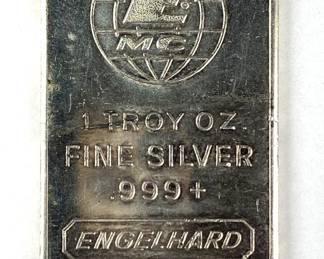 E
MC
1 TROY OZ.
FINE SILVER
.999+
ENGELHARD